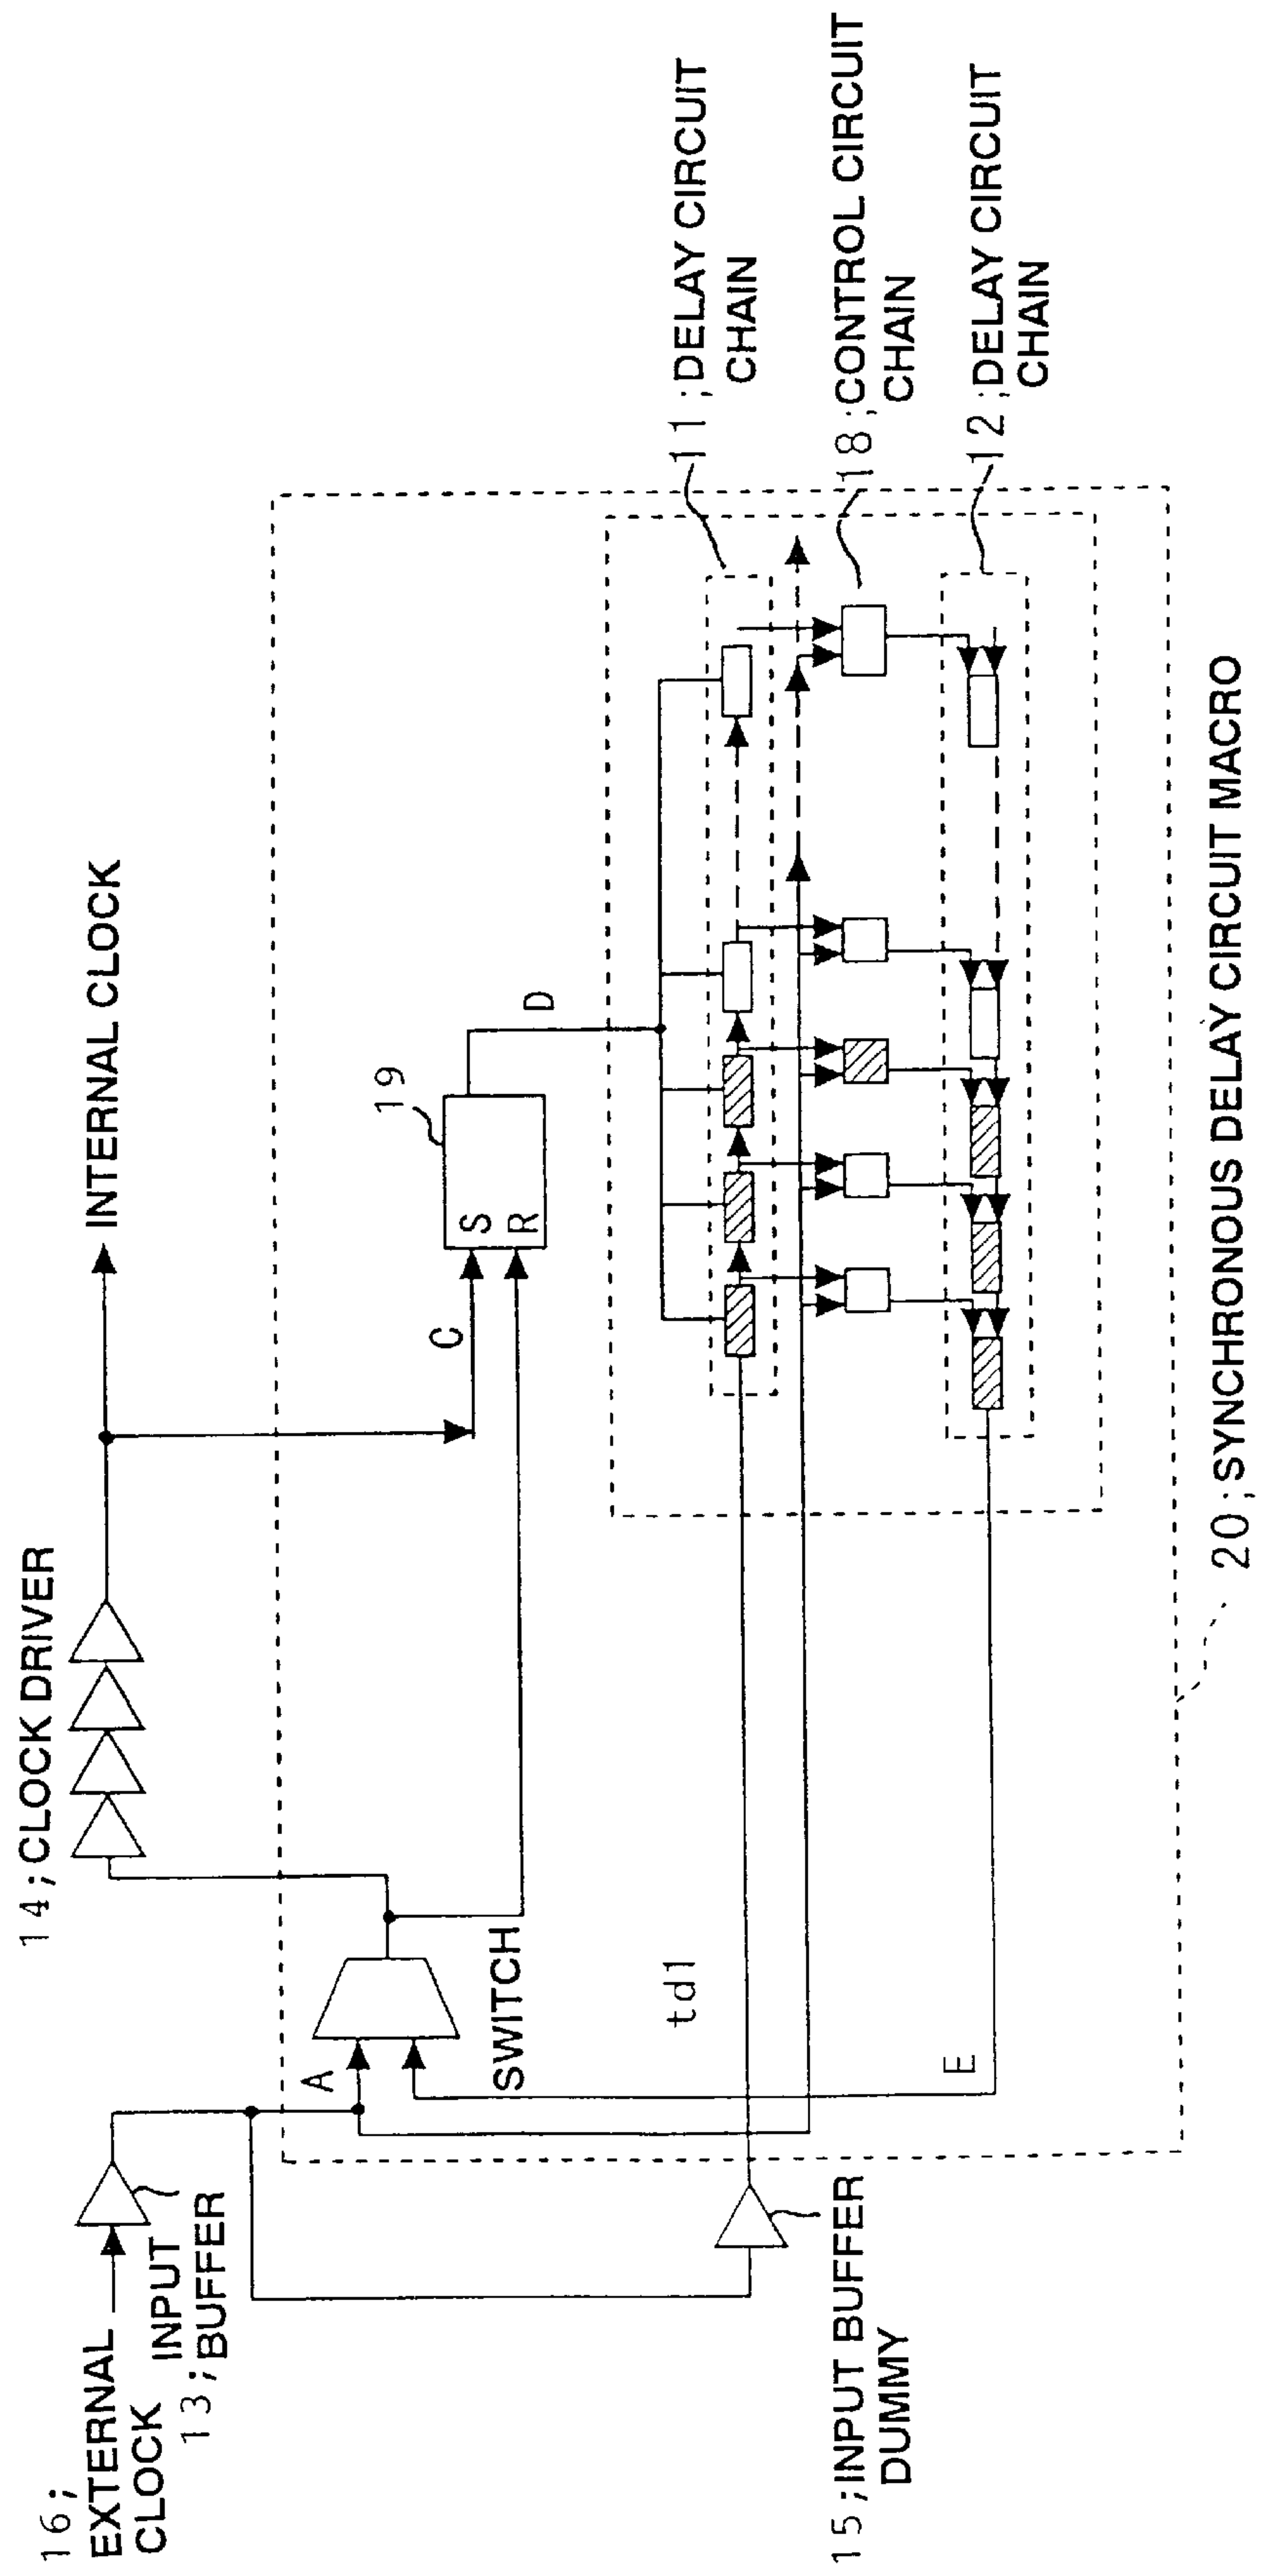 16;
EXTERNAL
CLOCK
INPUT
13;BUFFER
14;CLOCK DRIVER
INTERNAL CLOCK
A
SWITCH
C
S
R
19
D
td1
E
15;INPUT BUFFER
DUMMY
11;DELAY CIRCUIT
CHAIN
18;CONTROL CIRCUIT
CHAIN
12;DELAY CIRCUIT
CHAIN
20;SYNCHRONOUS DELAY CIRCUIT MACRO